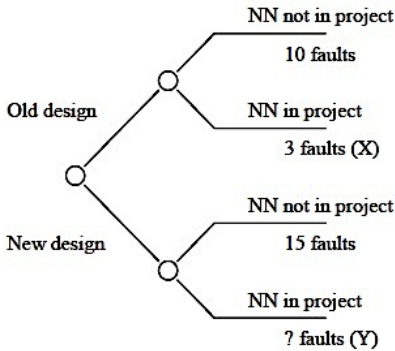 NN not in project
10 faults
Old design
NN in project
3 faults (X)
NN not in project
New design
15 faults
NN in project
? faults (Y)